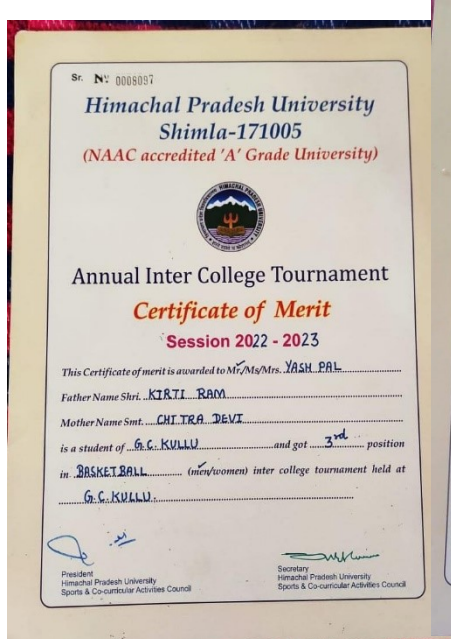 Sr. Nº 0008097
Himachal Pradesh University
Shimla-171005
(NAAC accredited 'A' Grade University)
HIMACHAL PRADESH UNIVERSITY
Annual Inter College Tournament
Certificate of Merit
Session 2022 - 2023
This Certificate of merit is awarded to Mr./Ms/Mrs. YASH PAL
Father Name Shri. KIRTI RAM
Mother Name Smt. CHITRA DEVI
is a student of G.C. KULLU and got 3rd position
in BASKETBALL (men/women) inter college tournament held at
G.C. KULLU.
President
Himachal Pradesh University
Sports & Co-curricular Activities Council
Secretary
Himachal Pradesh University
Sports & Co-curricular Activities Council